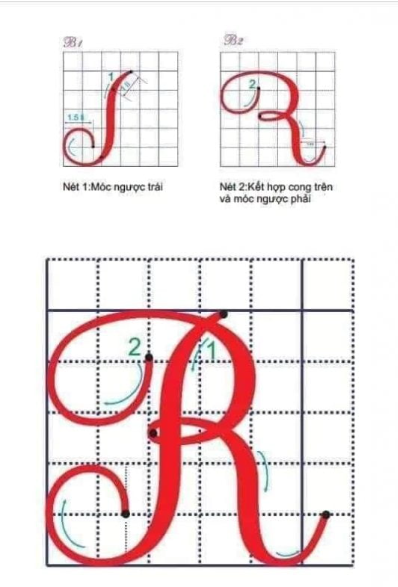 B1
B2
1
1.5 li
2
Nét 1:Móc ngược trái
Nét 2:Kết hợp cong trên
và móc ngược phải
2
1
R